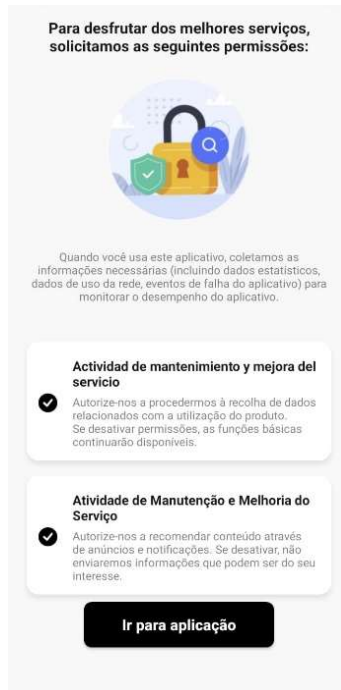 Para desfrutar dos melhores serviços,
solicitamos as seguintes permissões:
Quando você usa este aplicativo, coletamos as
informações necessárias (incluindo dados estatísticos,
dados de uso da rede, eventos de falha do aplicativo) para
monitorar o desempenho do aplicativo.
Actividad de mantenimiento y mejora del
servicio
Autorize-nos a procedermos à recolha de dados
relacionados com a utilização do produto.
Se desativar permissões, as funções básicas
continuarão disponíveis.
Atividade de Manutenção e Melhoria do
Serviço
Autorize-nos a recomendar conteúdo através
de anúncios e notificações. Se desativar, não
enviaremos informações que podem ser do seu
interesse.
Ir para aplicação